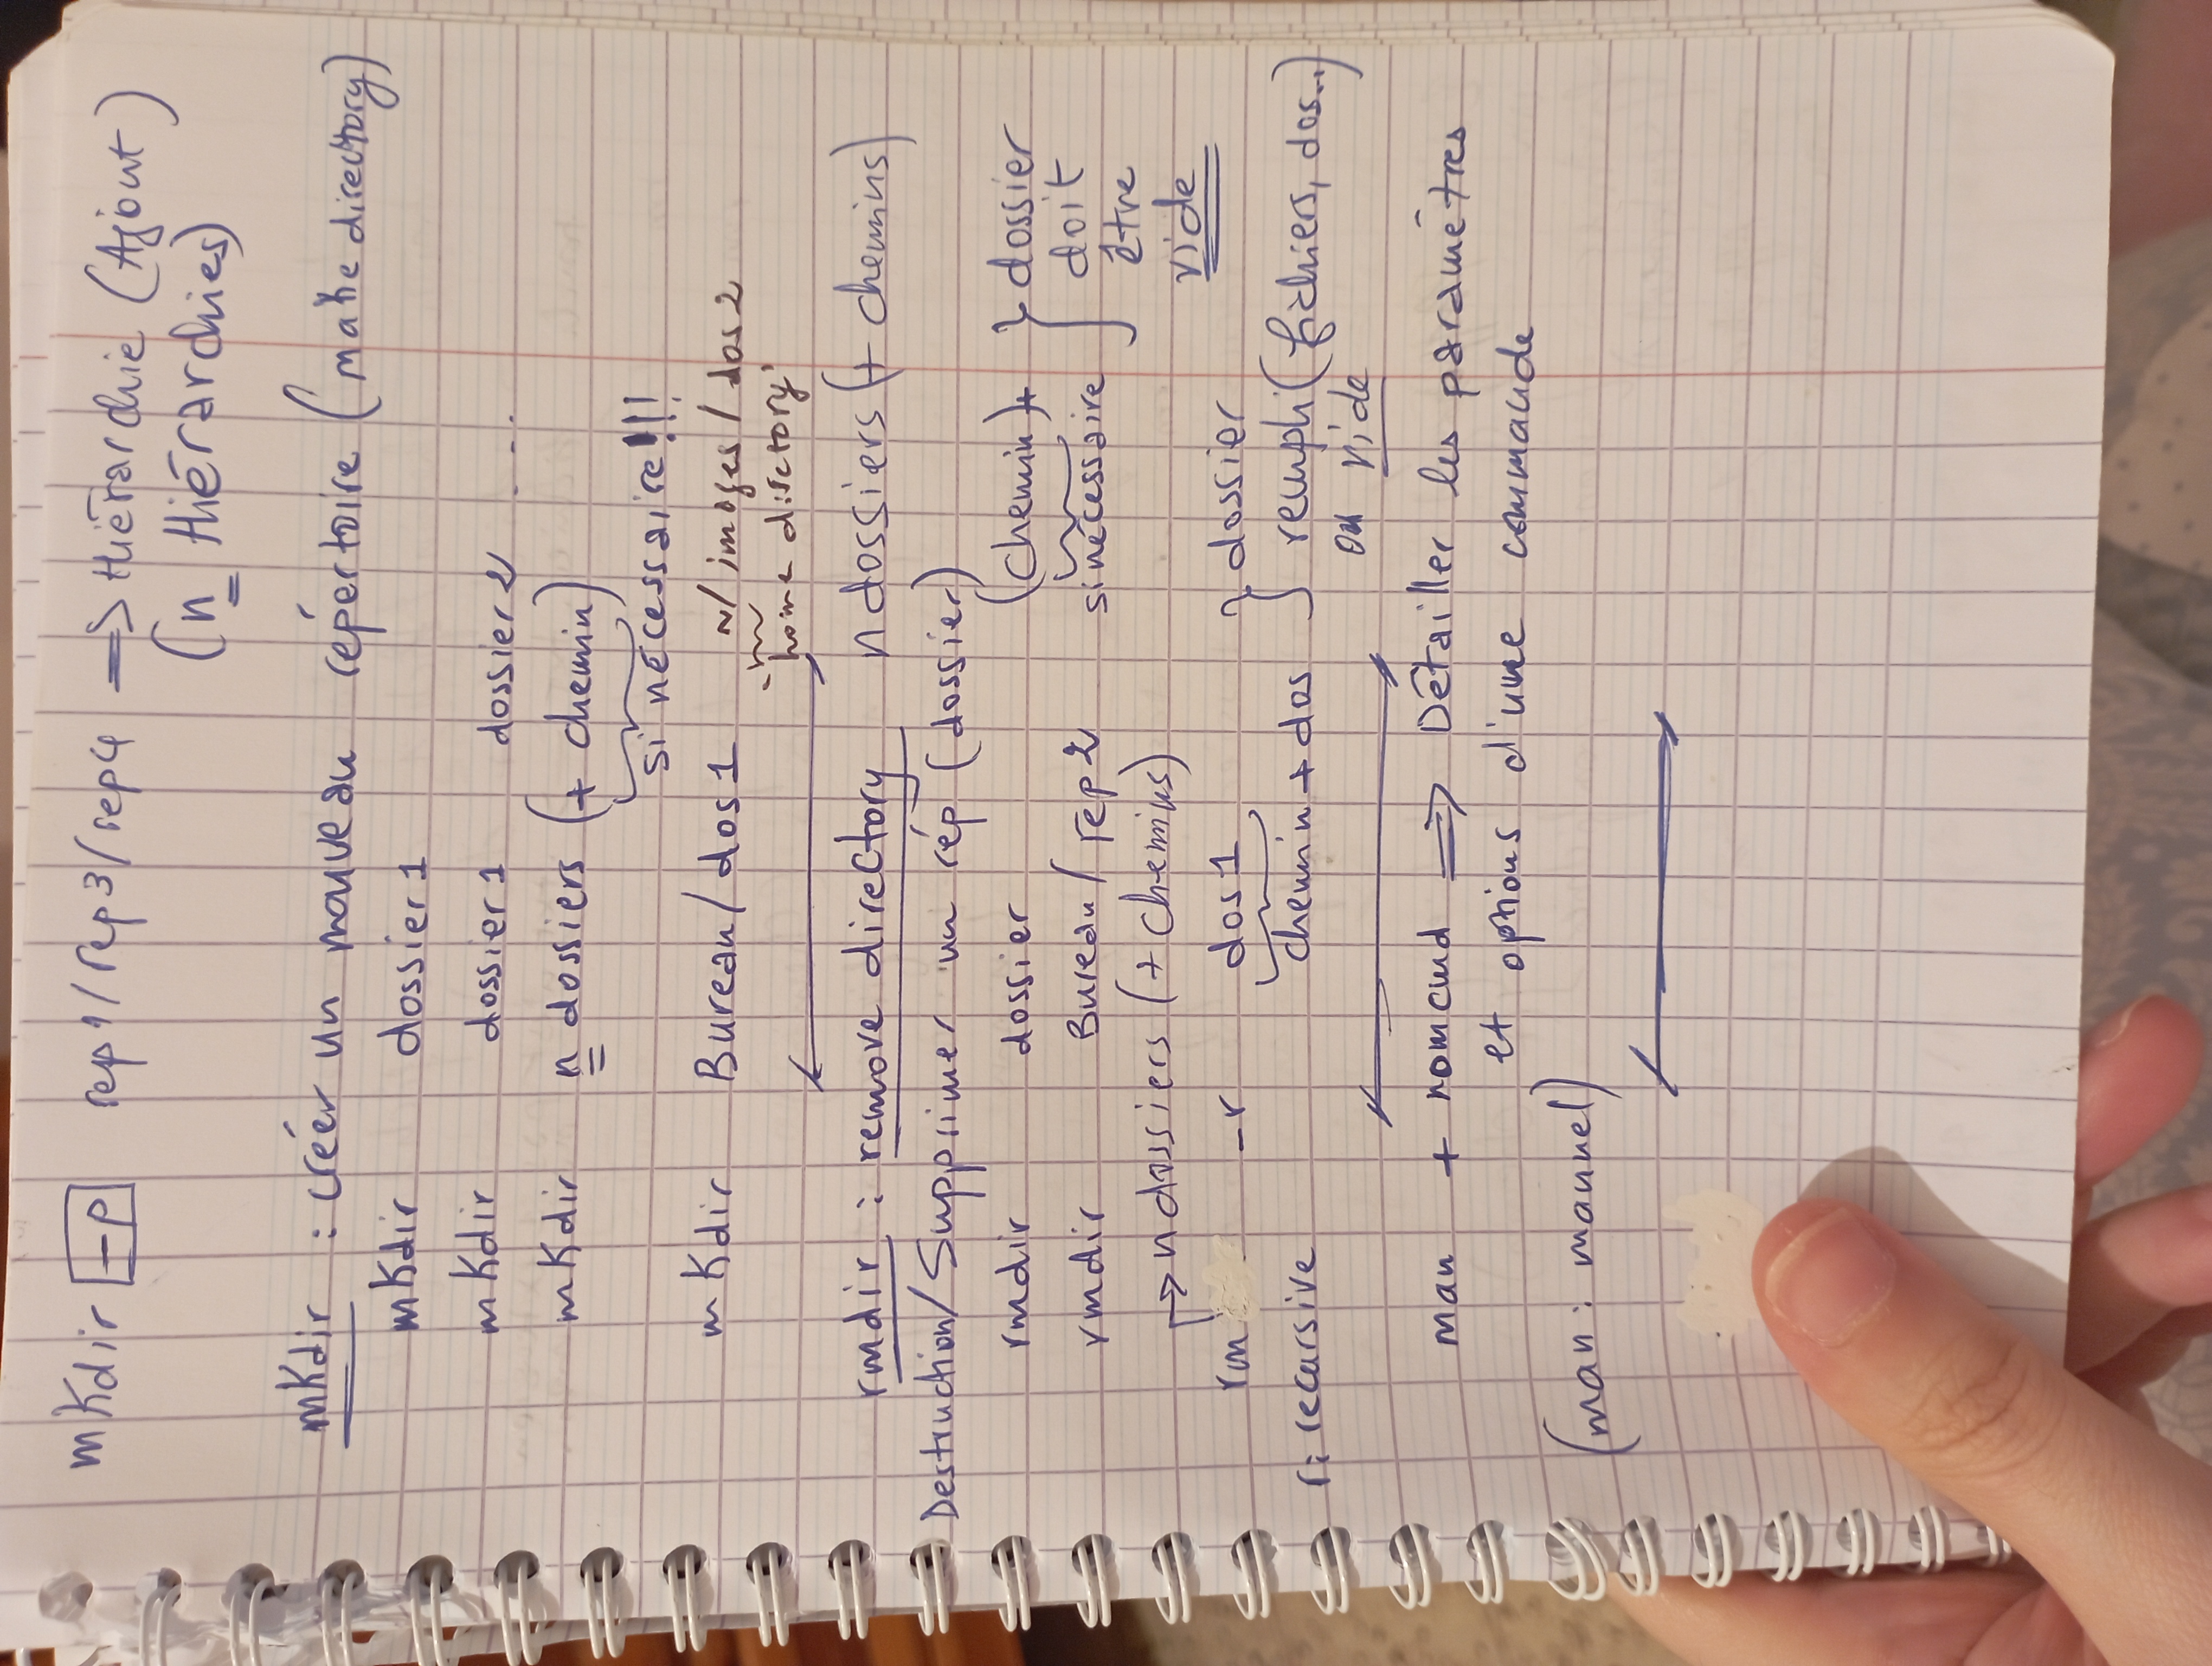 mKdir -p rep1/rep3/rep4 => Hiérarchie (Ajout)
(n Hiérarchies)
mKdir : créer un nouveau répertoire (make directory)
mKdir dossier1
mKdir dossier1 dossier2 ....
mKdir n dossiers (+ chemin)
si nécessaire!!!
mKdir Bureau/dos1 ~/images/dos2
'home directory'
rmdir : remove directory n dossiers (+ chemins)
Destruction/Supprimer un rép (dossier)
rmdir dossier (chemin)+ } dossier
rmdir Bureau/rep2 si nécessaire doit
être
→ n dossiers (+ chemins)
vide
rm -r dos1 } dossier
r: recursive chemin + dos rempli (fichiers, dos..)
ou vide
man + nomcmd => Détailler les paramètres
et options d'une commande
(man: manuel)